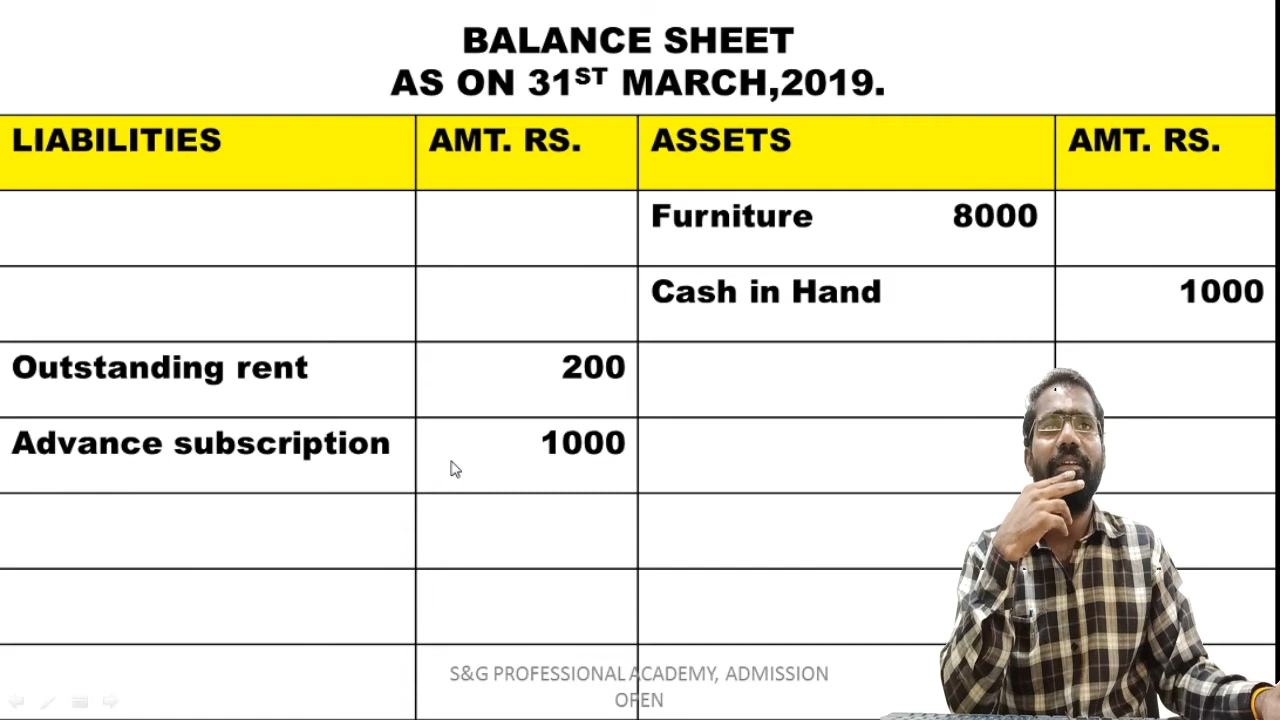 BALANCE SHEET
AS ON 31ST MARCH,2019.
LIABILITIES AMT. RS. ASSETS AMT. RS.
Furniture 8000
Cash in Hand 1000
Outstanding rent 200
Advance subscription 1000
S&G PROFESSIONAL ACADEMY, ADMISSION
OPEN